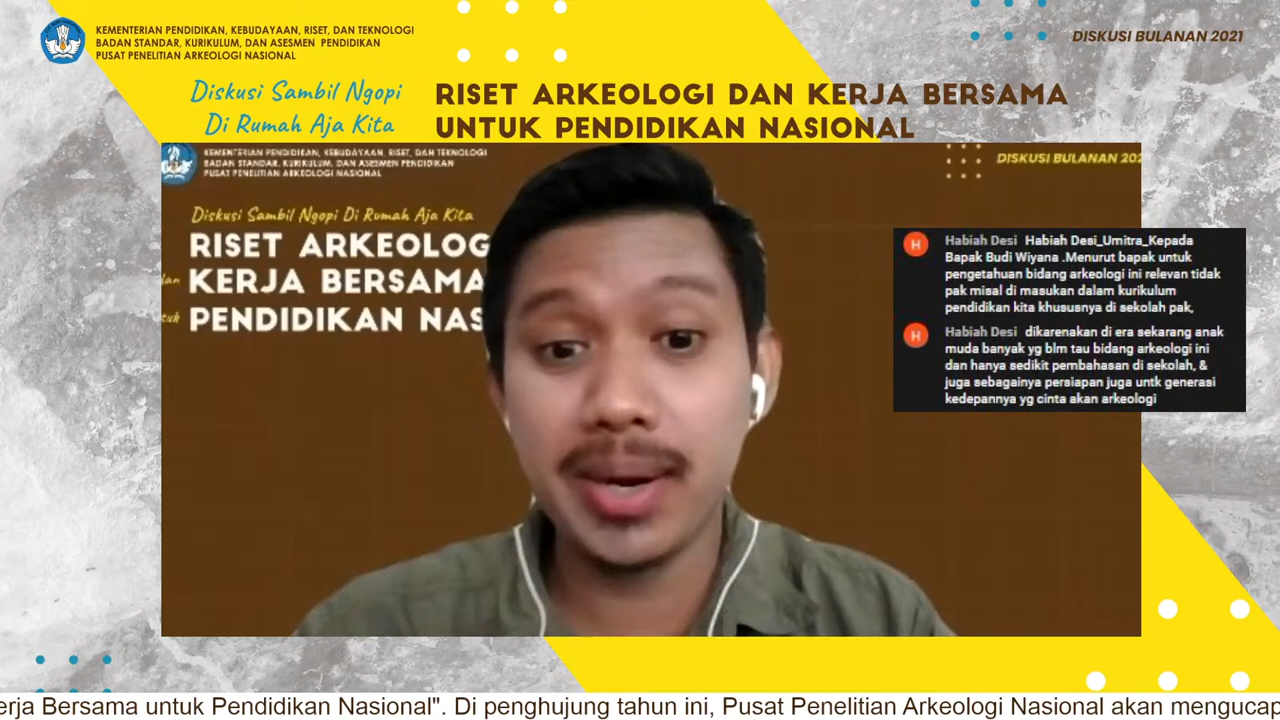 KEMENTERIAN PENDIDIKAN, KEBUDAYAAN, RISET, DAN TEKNOLOGI
BADAN STANDAR, KURIKULUM, DAN ASESMEN PENDIDIKAN
PUSAT PENELITIAN ARKEOLOGI NASIONAL
DISKUSI BULANAN 2021
Diskusi Sambil Ngopi
Di Rumah Aja Kita
RISET ARKEOLOGI DAN KERJA BERSAMA
UNTUK PENDIDIKAN NASIONAL
KEMENTERIAN PENDIDIKAN, KEBUDAYAAN, RISET, DAN TEKNOLOGI
BADAN STANDAR, KURIKULUM, DAN ASESMEN PENDIDIKAN
PUSAT PENELITIAN ARKEOLOGI NASIONAL
DISKUSI BULANAN 202
Diskusi Sambil Ngopi Di Rumah Aja Kita
RISET ARKEOLOG
KERJA BERSAMA
PENDIDIKAN NAS
H
Habiah Desi Habiah Desi_Umitra_Kepada
Bapak Budi Wiyana .Menurut bapak untuk
pengetahuan bidang arkeologi ini relevan tidak
pak misal di masukan dalam kurikulum
pendidikan kita khususnya di sekolah pak,
H
Habiah Desi dikarenakan di era sekarang anak
muda banyak yg blm tau bidang arkeologi ini
dan hanya sedikit pembahasan di sekolah, &
juga sebagainya persiapan juga untk generasi
kedepannya yg cinta akan arkeologi
erja Bersama untuk Pendidikan Nasional". Di penghujung tahun ini, Pusat Penelitian Arkeologi Nasional akan mengucap